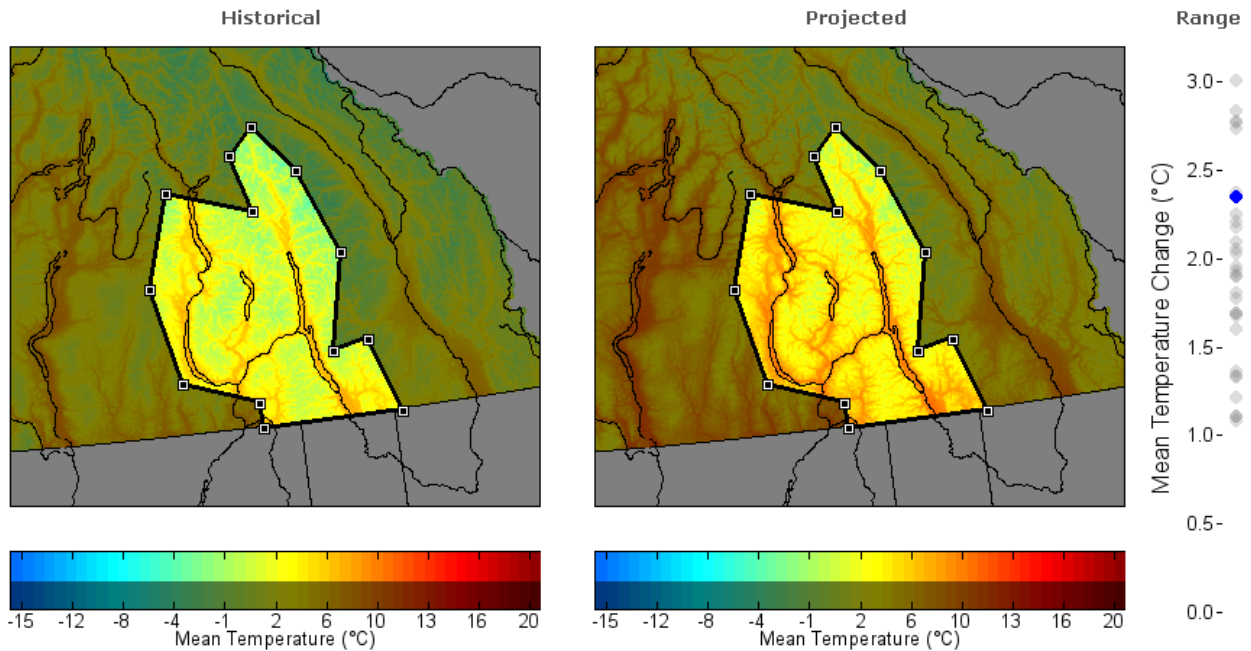 Historical
Projected
Range
3.0-
2.5-
2.0-
1.5-
1.0-
0.5-
0.0-
Mean Temperature Change (°C)
-15 -12 -8 -4 -1 2 6 10 13 16 20
Mean Temperature (°C)
-15 -12 -8 -4 -1 2 6 10 13 16 20
Mean Temperature (°C)